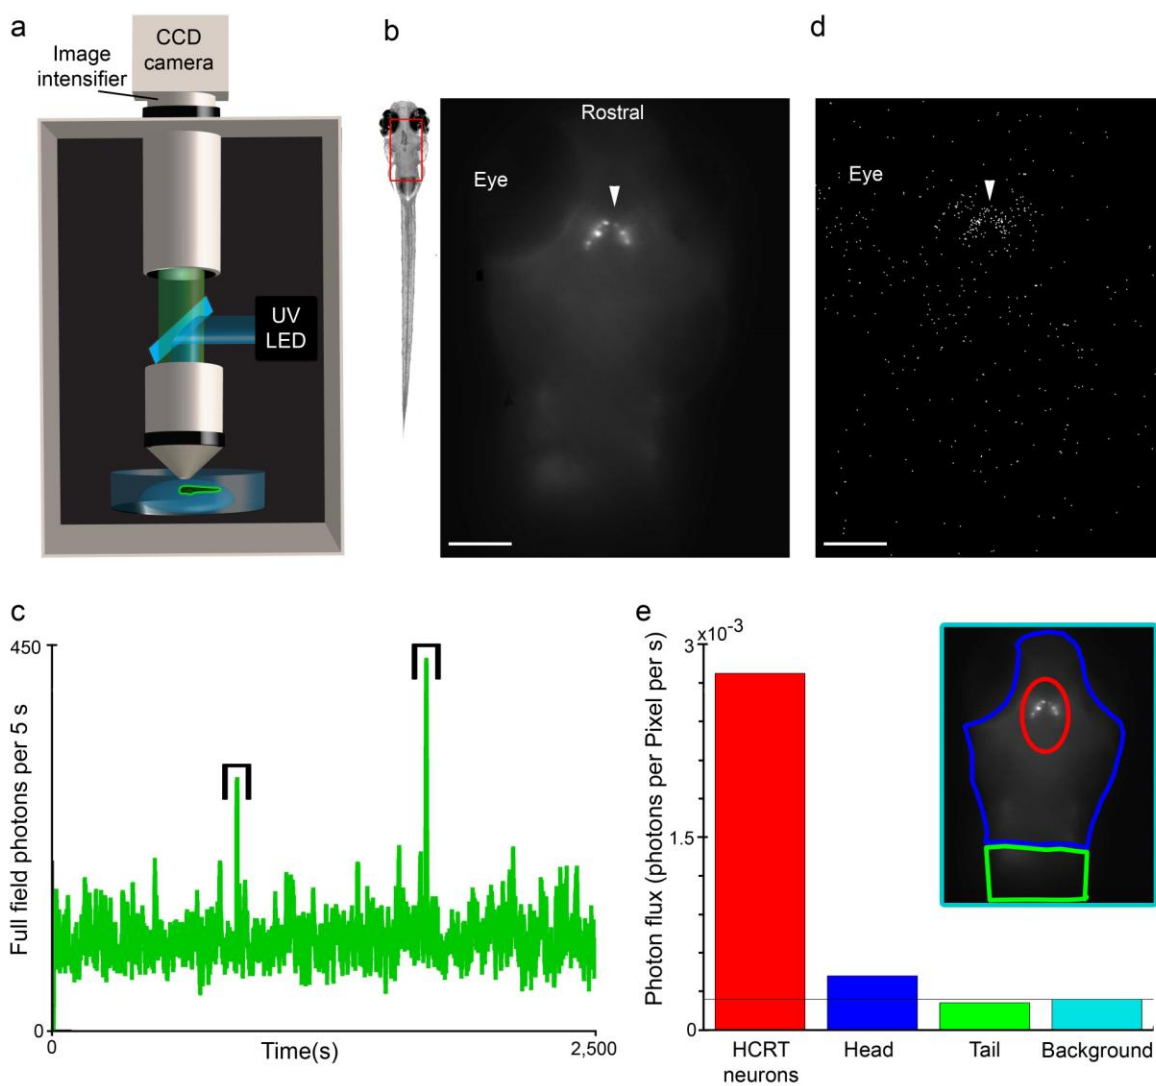 a
CCD
camera
Image
intensifier
UV
LED
b
Rostral
Eye
d
Eye
c
450
Full field photons per 5 s
0
0
Time(s)
2,500
e
x10-3
3
Photon flux (photons per Pixel per s)
1.5
0
HCRT
neurons
Head
Tail
Background